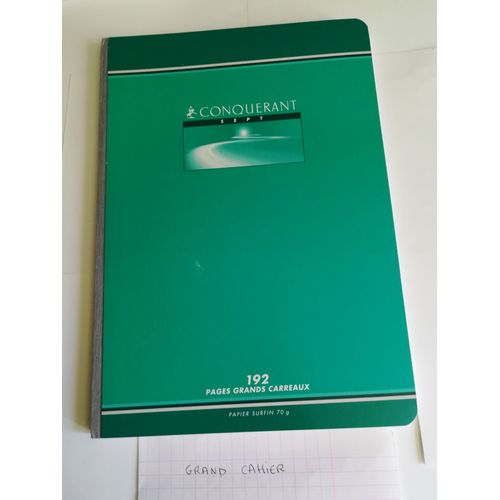 CONQUERANT
SEPT
192
PAGES GRANDS CARREAUX
PAPIER SURFIN 70 g
GRAND CAHIER